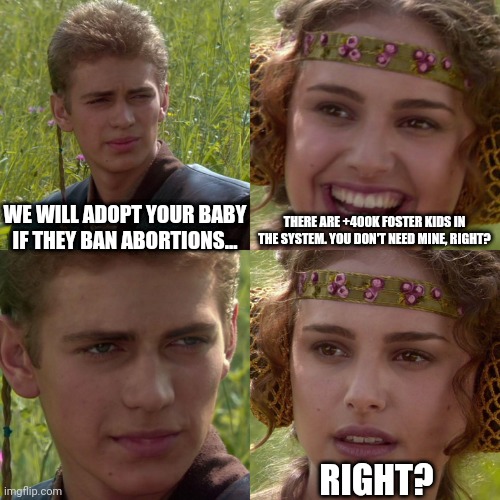 WE WILL ADOPT YOUR BABY
IF THEY BAN ABORTIONS...
THERE ARE +400K FOSTER KIDS IN
THE SYSTEM. YOU DON'T NEED MINE, RIGHT?
RIGHT?
imgflip.com